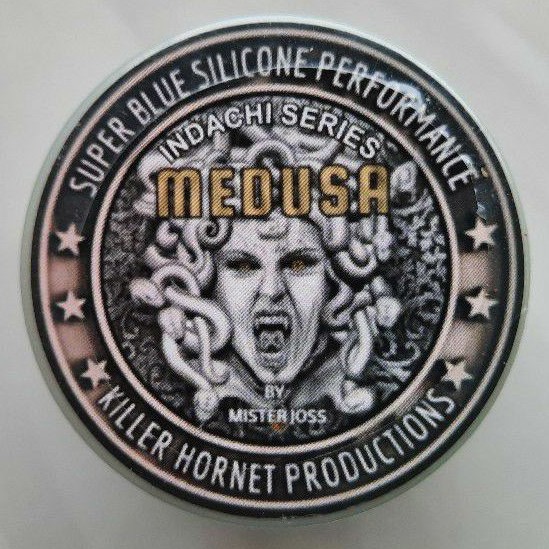 SUPER BLUE SILICONE PERFORMANCE
INDACHI SERIES
MEDUSA
BY
MISTER JOSS
KILLER HORNET PRODUCTIONS